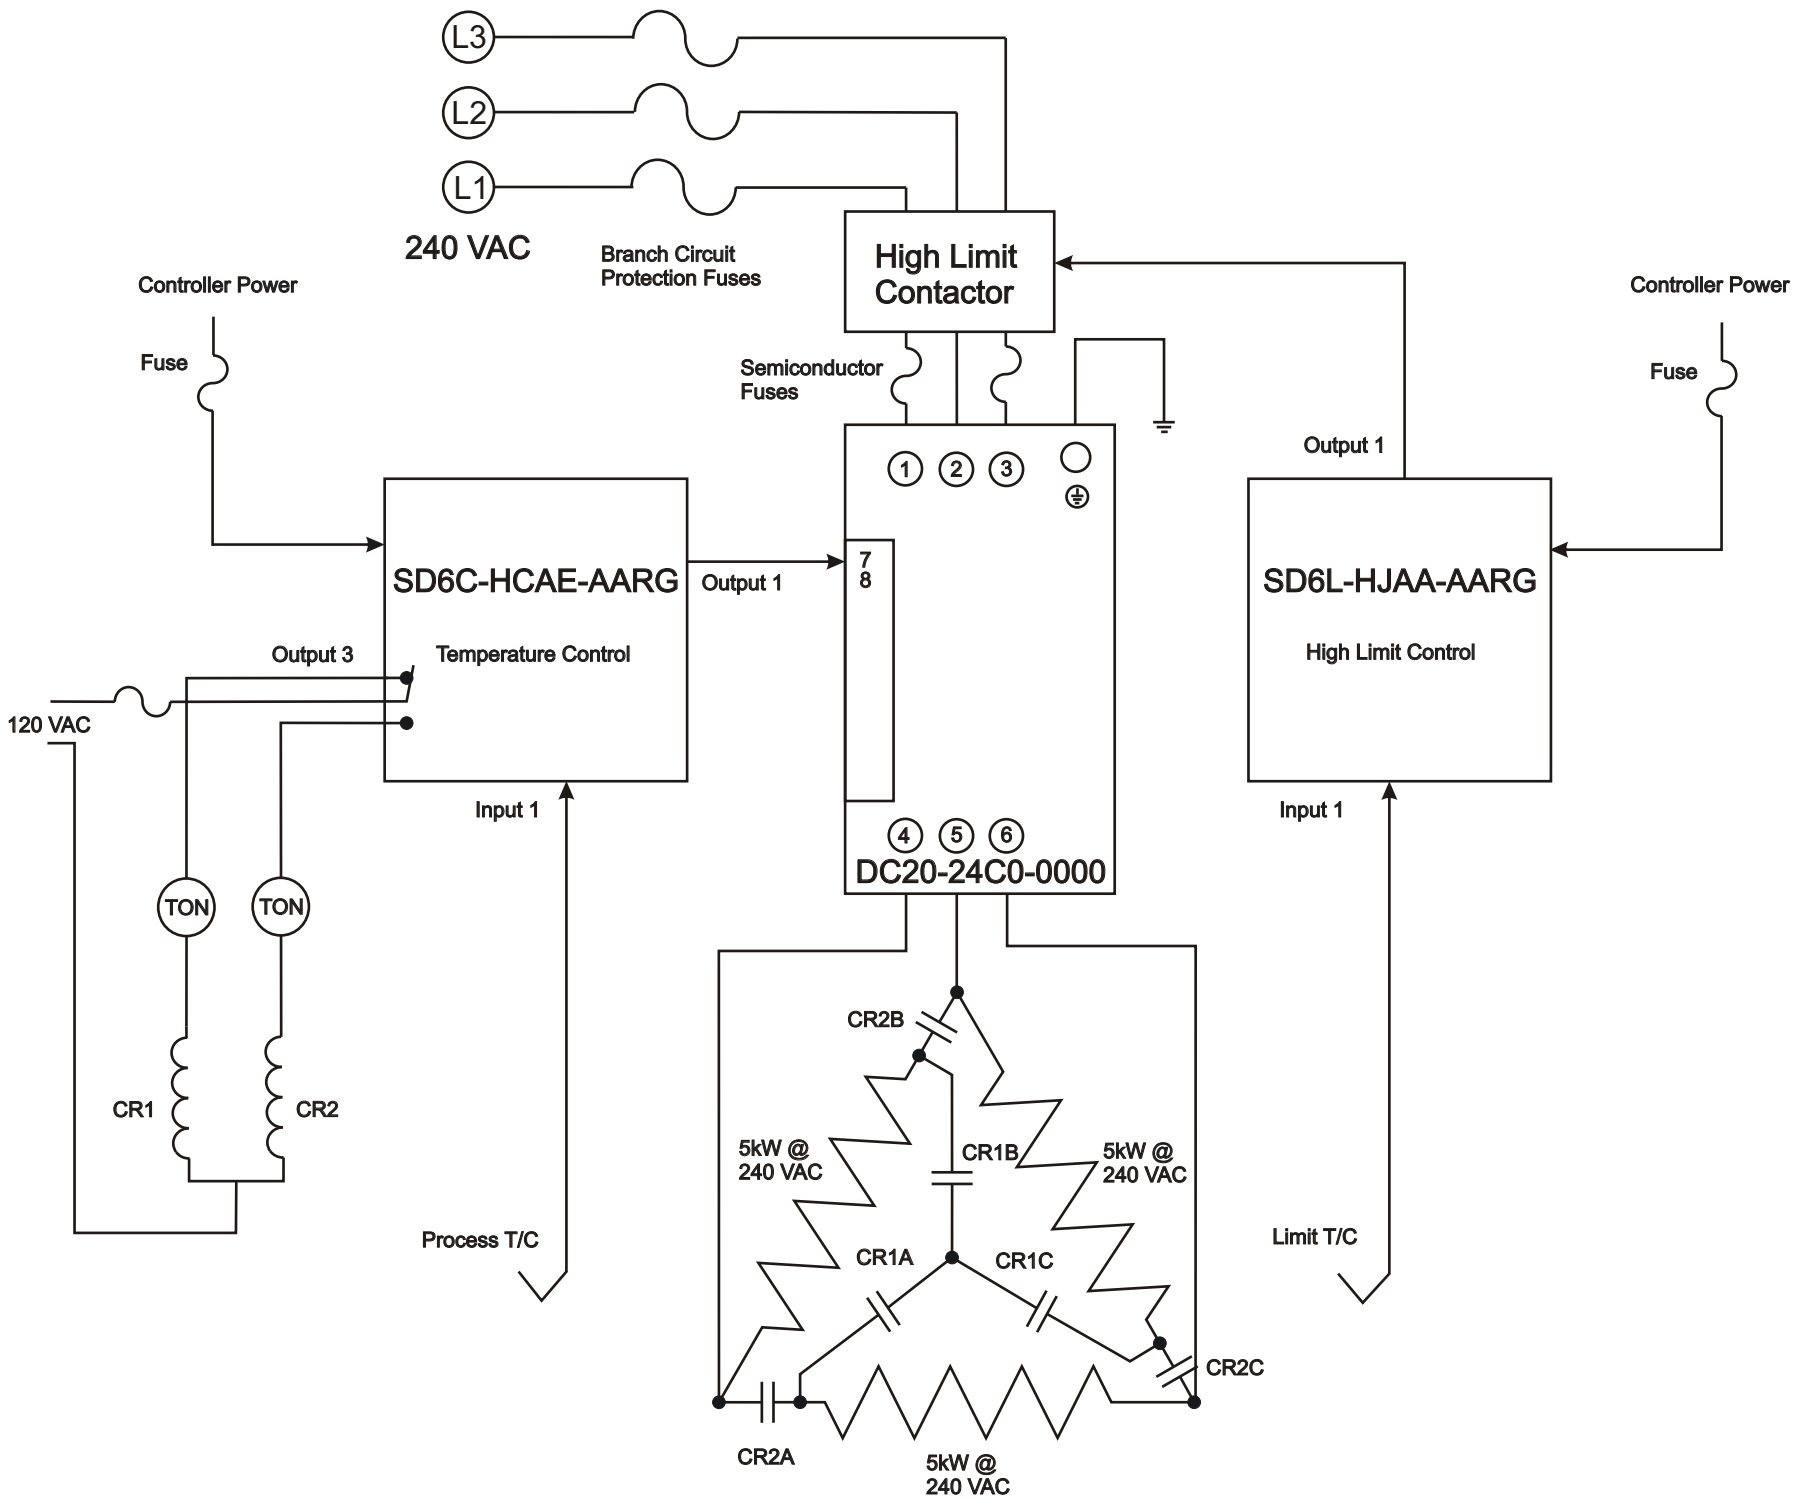 L3
L2
L1
240 VAC
Branch Circuit
Protection Fuses
High Limit
Contactor
Controller Power
Fuse
Controller Power
Fuse
Semiconductor
Fuses
Output 1
1 2 3
7
8
SD6C-HCAE-AARG
Temperature Control
Output 1
SD6L-HJAA-AARG
High Limit Control
Output 3
120 VAC
Input 1
Input 1
4 5 6
DC20-24C0-0000
TON
TON
CR1
CR2
CR2B
5kW @
240 VAC
CR1B
5kW @
240 VAC
Process T/C
Limit T/C
CR1A
CR1C
CR2C
CR2A
5kW @
240 VAC